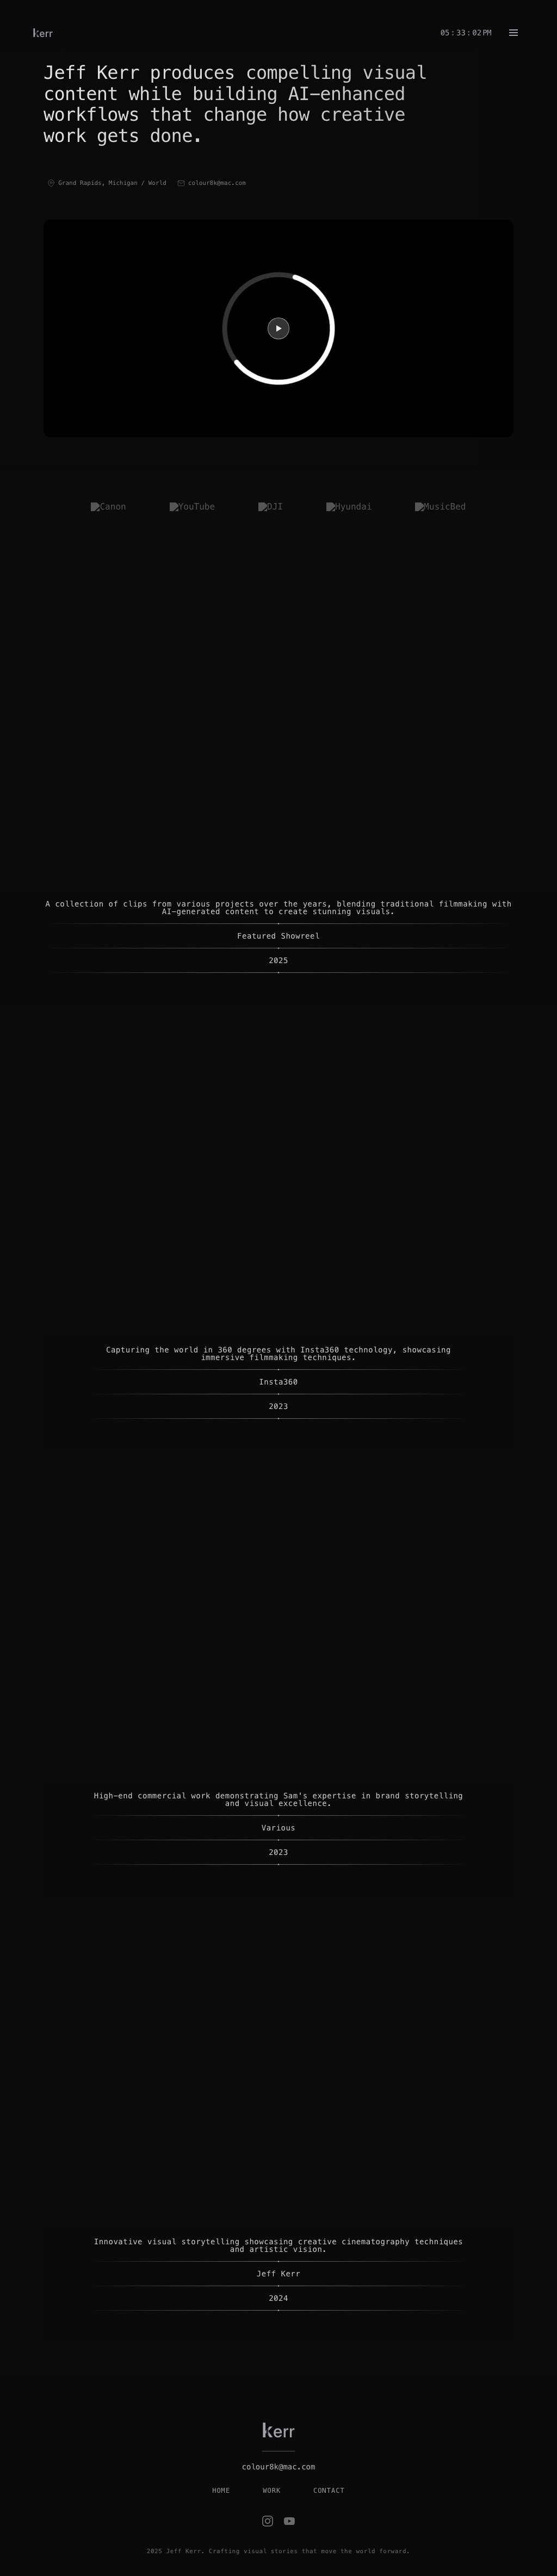 kerr
05 : 33 : 02 PM
Jeff Kerr produces compelling visual
content while building AI-enhanced
workflows that change how creative
work gets done.
Grand Rapids, Michigan / World
colour8k@mac.com
Canon
YouTube
DJI
Hyundai
MusicBed
A collection of clips from various projects over the years, blending traditional filmmaking with
AI-generated content to create stunning visuals.
Featured Showreel
2025
Capturing the world in 360 degrees with Insta360 technology, showcasing
immersive filmmaking techniques.
Insta360
2023
High-end commercial work demonstrating Sam's expertise in brand storytelling
and visual excellence.
Various
2023
Innovative visual storytelling showcasing creative cinematography techniques
and artistic vision.
Jeff Kerr
2024
kerr
colour8k@mac.com
HOME
WORK
CONTACT
2025 Jeff Kerr. Crafting visual stories that move the world forward.